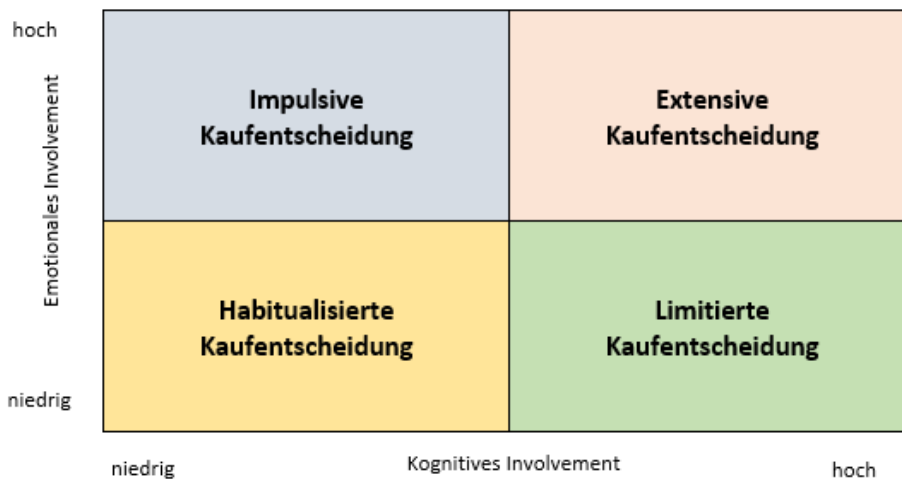 hoch
Emotionales Involvement
niedrig
Impulsive
Kaufentscheidung
Extensive
Kaufentscheidung
Habitualisierte
Kaufentscheidung
Limitierte
Kaufentscheidung
niedrig
Kognitives Involvement
hoch